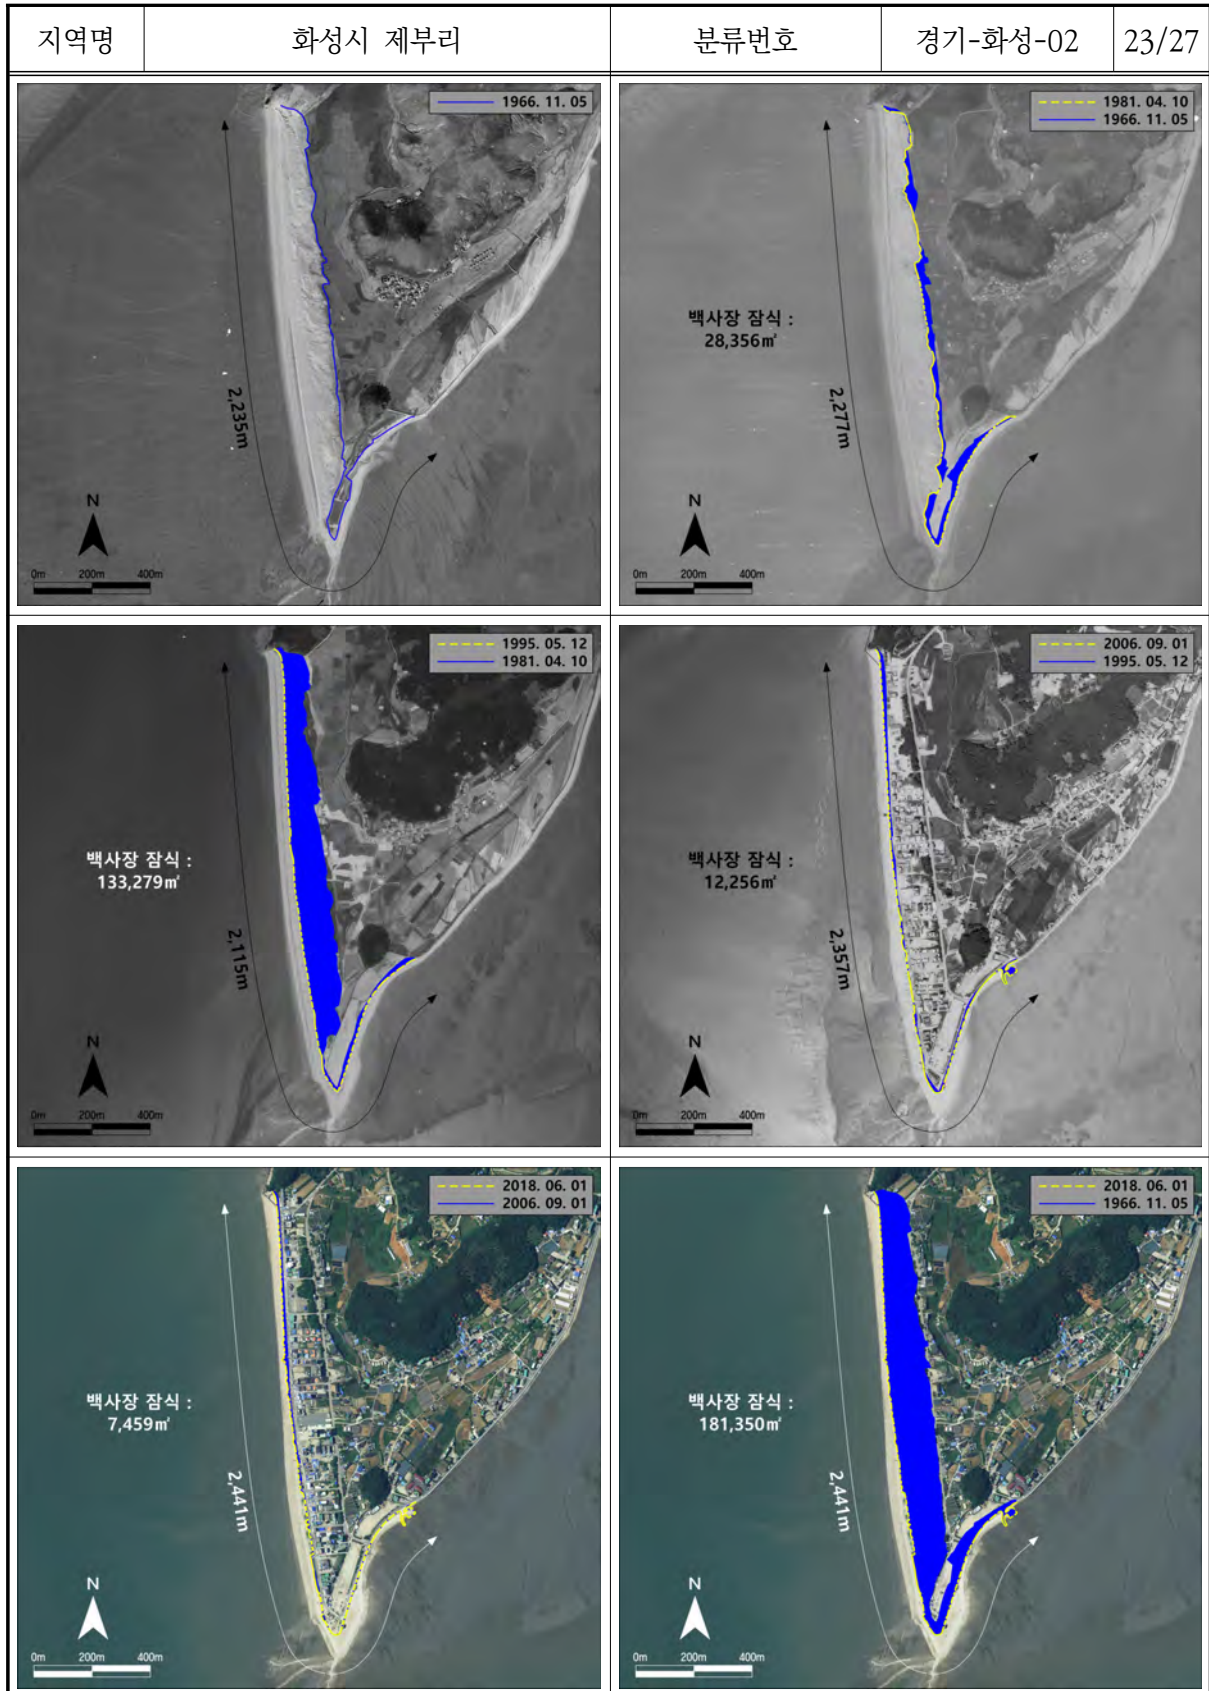 지역명 화성시 제부리 분류번호 경기-화성-02 23/27
1966. 11. 05
2,235m
N
0m 200m 400m
1981. 04. 10
1966. 11. 05
백사장 잠식 :
28,356㎡
2,277m
N
0m 200m 400m
1995. 05. 12
1981. 04. 10
백사장 잠식 :
133,279㎡
2,115m
N
0m 200m 400m
2006. 09. 01
1995. 05. 12
백사장 잠식 :
12,256㎡
2,357m
N
0m 200m 400m
2018. 06. 01
2006. 09. 01
백사장 잠식 :
7,459㎡
2,441m
N
0m 200m 400m
2018. 06. 01
1966. 11. 05
백사장 잠식 :
181,350㎡
2,441m
N
0m 200m 400m